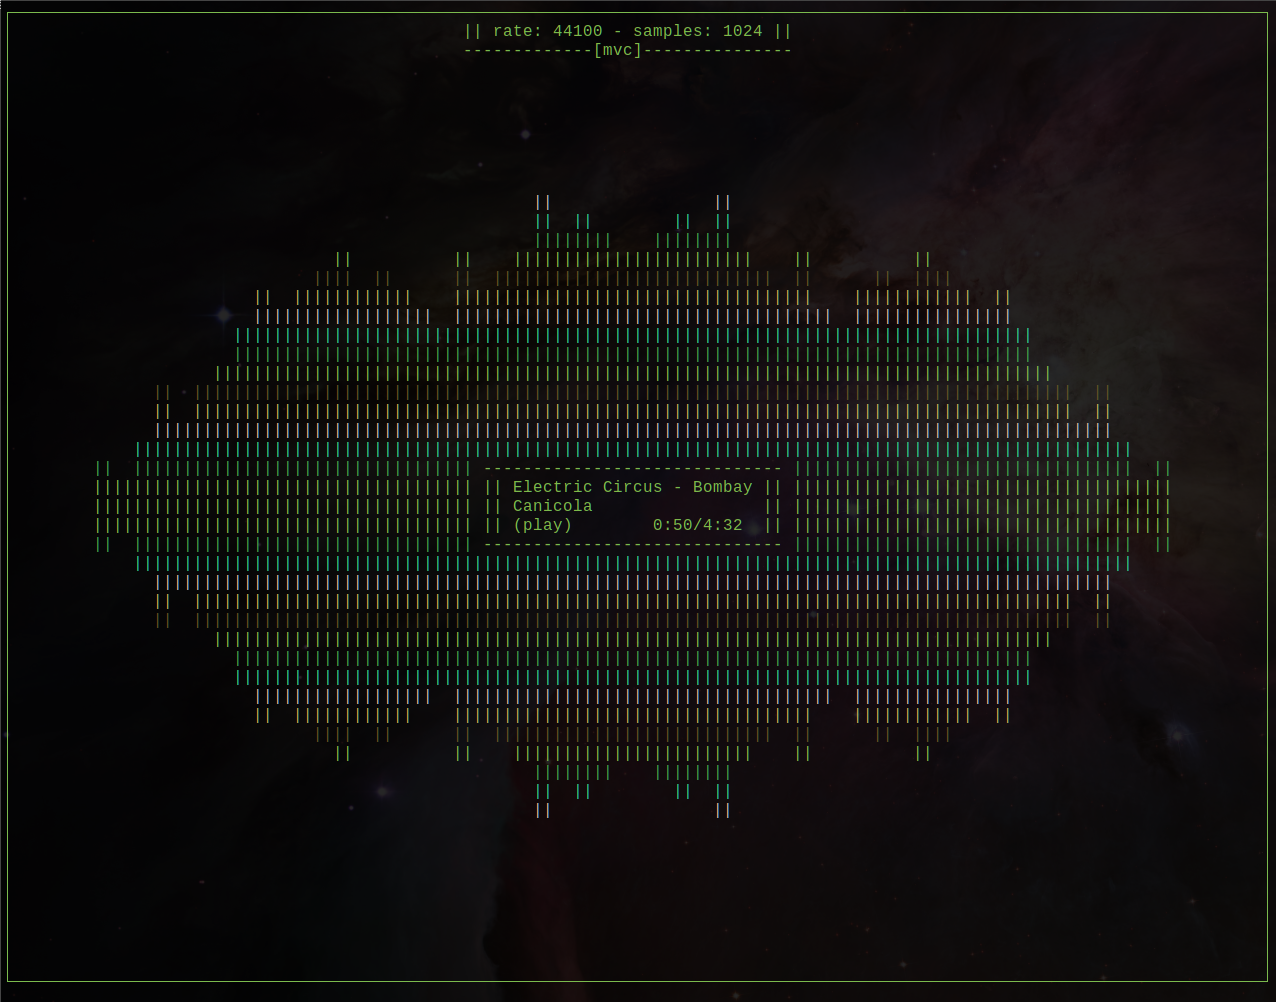 || rate: 44100 - samples: 1024 ||
-------------[mvc]---------------
------------------------------
|| Electric Circus - Bombay ||
|| Canicola ||
|| (play) 0:50/4:32 ||
------------------------------